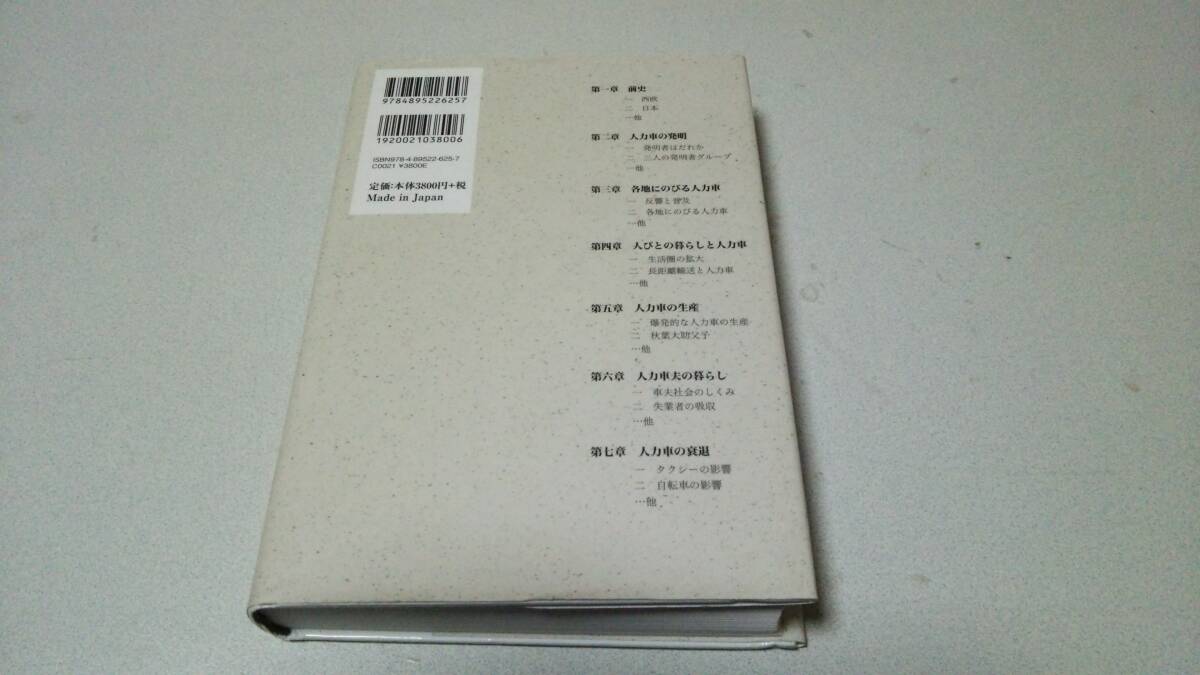 9784895226257
1920021038006
ISBN978-4-89522-625-7
C0021 ¥3800E
定価:本体3800円+税
Made in Japan
第一章 前史
一 西欧
二 日本
…他
第二章 人力車の発明
一 発明者はだれか
二 三人の発明者グループ
…他
第三章 各地にのびる人力車
一 反響と普及
二 各地にのびる人力車
…他
第四章 人びとの暮らしと人力車
一 生活圏の拡大
二 長距離輸送と人力車
…他
第五章 人力車の生産
一 爆発的な人力車の生産
二 秋葉大助父子
…他
第六章 人力車夫の暮らし
一 車夫社会のしくみ
二 失業者の吸収
…他
第七章 人力車の衰退
一 タクシーの影響
二 自転車の影響
…他